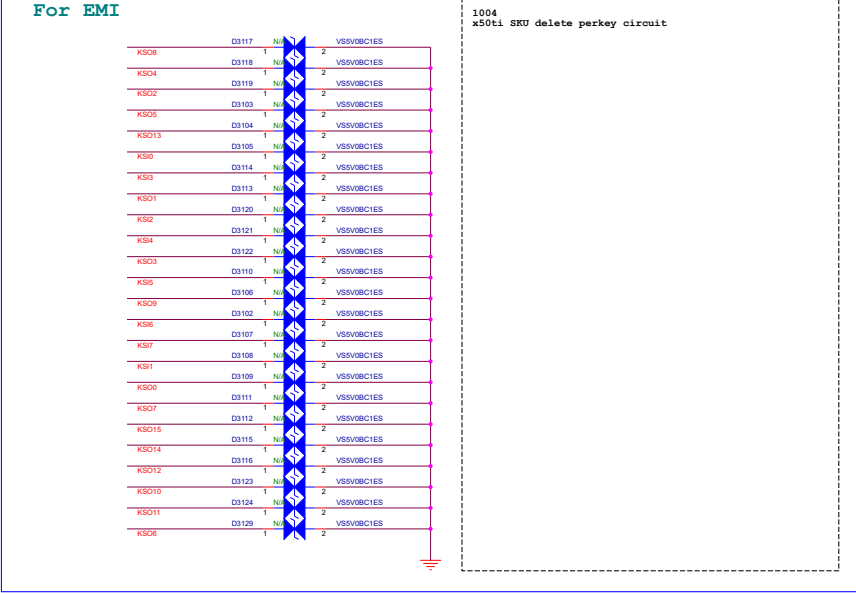 For EMI
1004
x50ti SKU delete perkey circuit
D3117 N/A VS5V0BC1ES
KSO8 1 2
D3118 N/A VS5V0BC1ES
KSO4 1 2
D3119 N/A VS5V0BC1ES
KSO2 1 2
D3103 N/A VS5V0BC1ES
KSO5 1 2
D3104 N/A VS5V0BC1ES
KSO13 1 2
D3105 N/A VS5V0BC1ES
KSI0 1 2
D3114 N/A VS5V0BC1ES
KSI3 1 2
D3113 N/A VS5V0BC1ES
KSO1 1 2
D3120 N/A VS5V0BC1ES
KSI2 1 2
D3121 N/A VS5V0BC1ES
KSI4 1 2
D3122 N/A VS5V0BC1ES
KSO3 1 2
D3110 N/A VS5V0BC1ES
KSI5 1 2
D3106 N/A VS5V0BC1ES
KSO9 1 2
D3102 N/A VS5V0BC1ES
KSI6 1 2
D3107 N/A VS5V0BC1ES
KSI7 1 2
D3108 N/A VS5V0BC1ES
KSI1 1 2
D3109 N/A VS5V0BC1ES
KSO0 1 2
D3111 N/A VS5V0BC1ES
KSO7 1 2
D3112 N/A VS5V0BC1ES
KSO15 1 2
D3115 N/A VS5V0BC1ES
KSO14 1 2
D3116 N/A VS5V0BC1ES
KSO12 1 2
D3123 N/A VS5V0BC1ES
KSO10 1 2
D3124 N/A VS5V0BC1ES
KSO11 1 2
D3129 N/A VS5V0BC1ES
KSO6 1 2